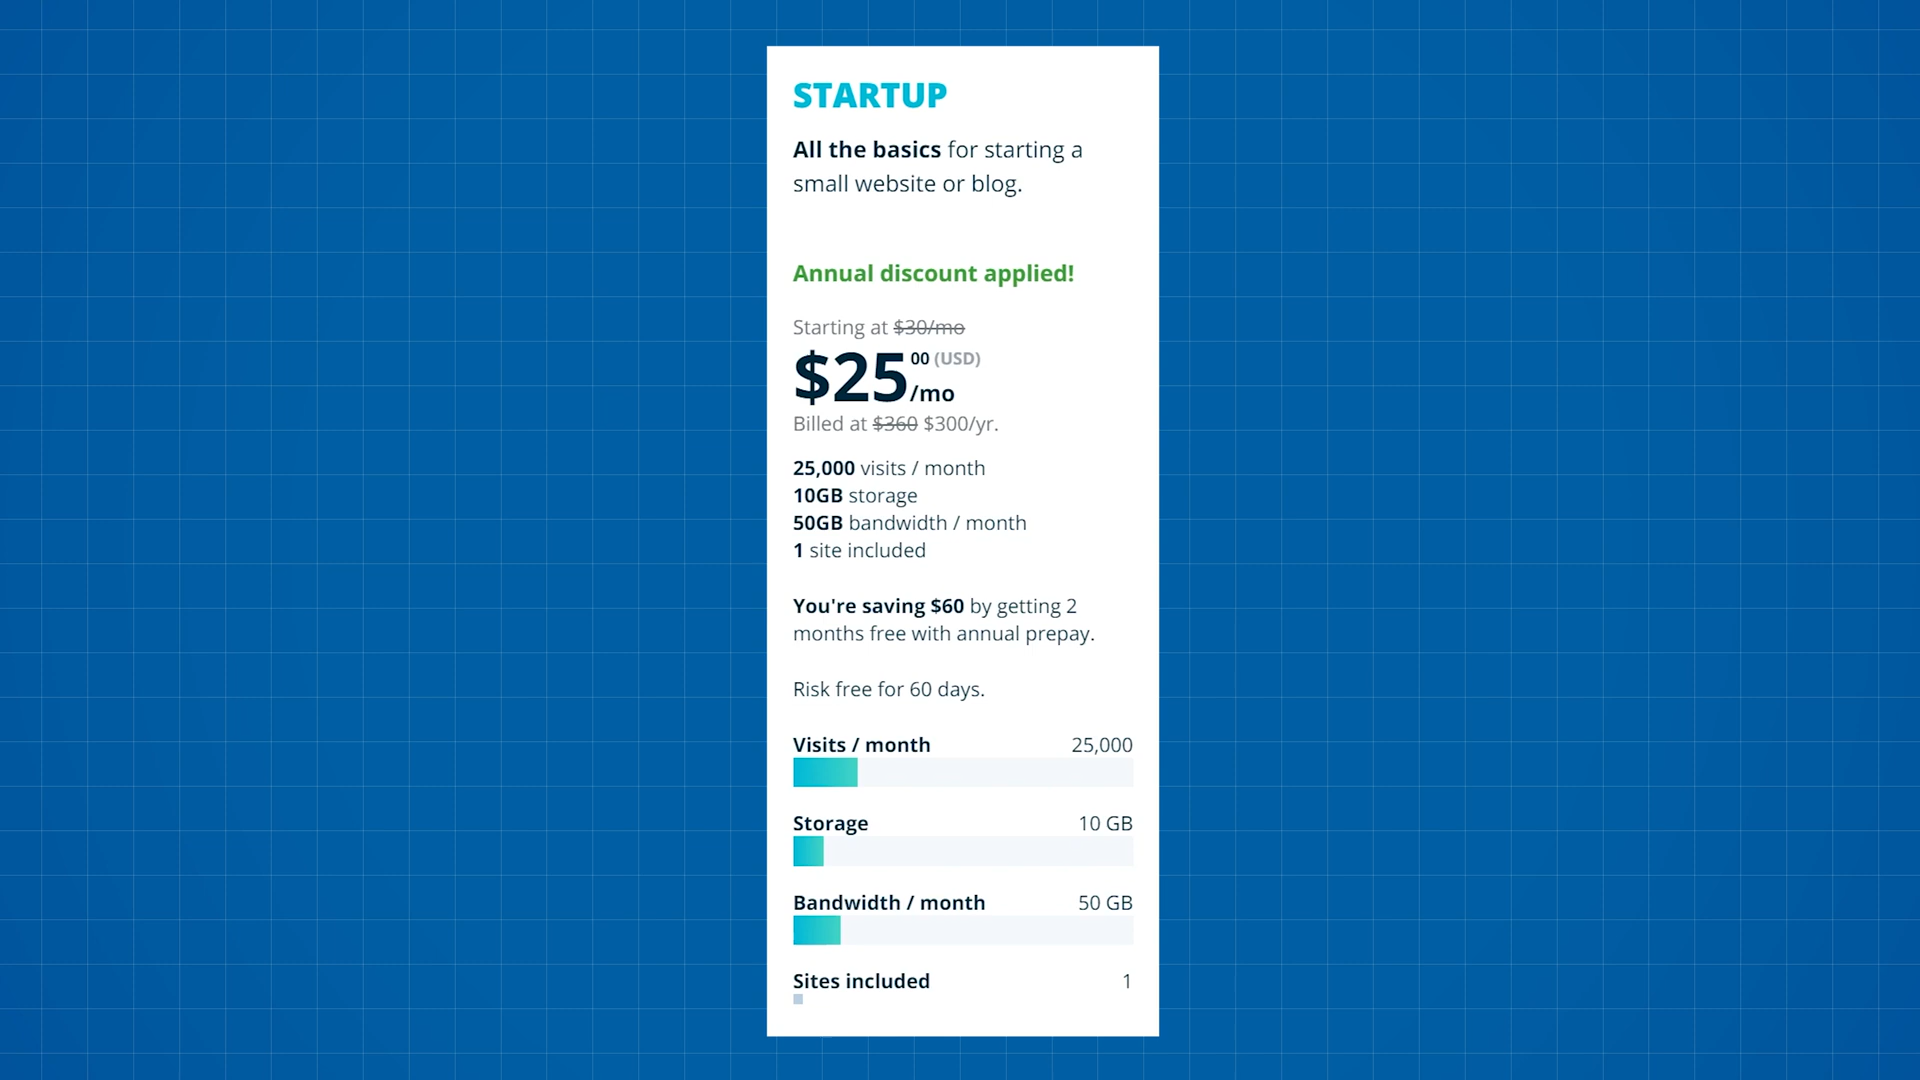 STARTUP
All the basics for starting a
small website or blog.
Annual discount applied!
Starting at $30/mo
$25 00 (USD)
/mo
Billed at $360 $300/yr.
25,000 visits / month
10GB storage
50GB bandwidth / month
1 site included
You're saving $60 by getting 2
months free with annual prepay.
Risk free for 60 days.
Visits / month 25,000
Storage 10 GB
Bandwidth / month 50 GB
Sites included 1